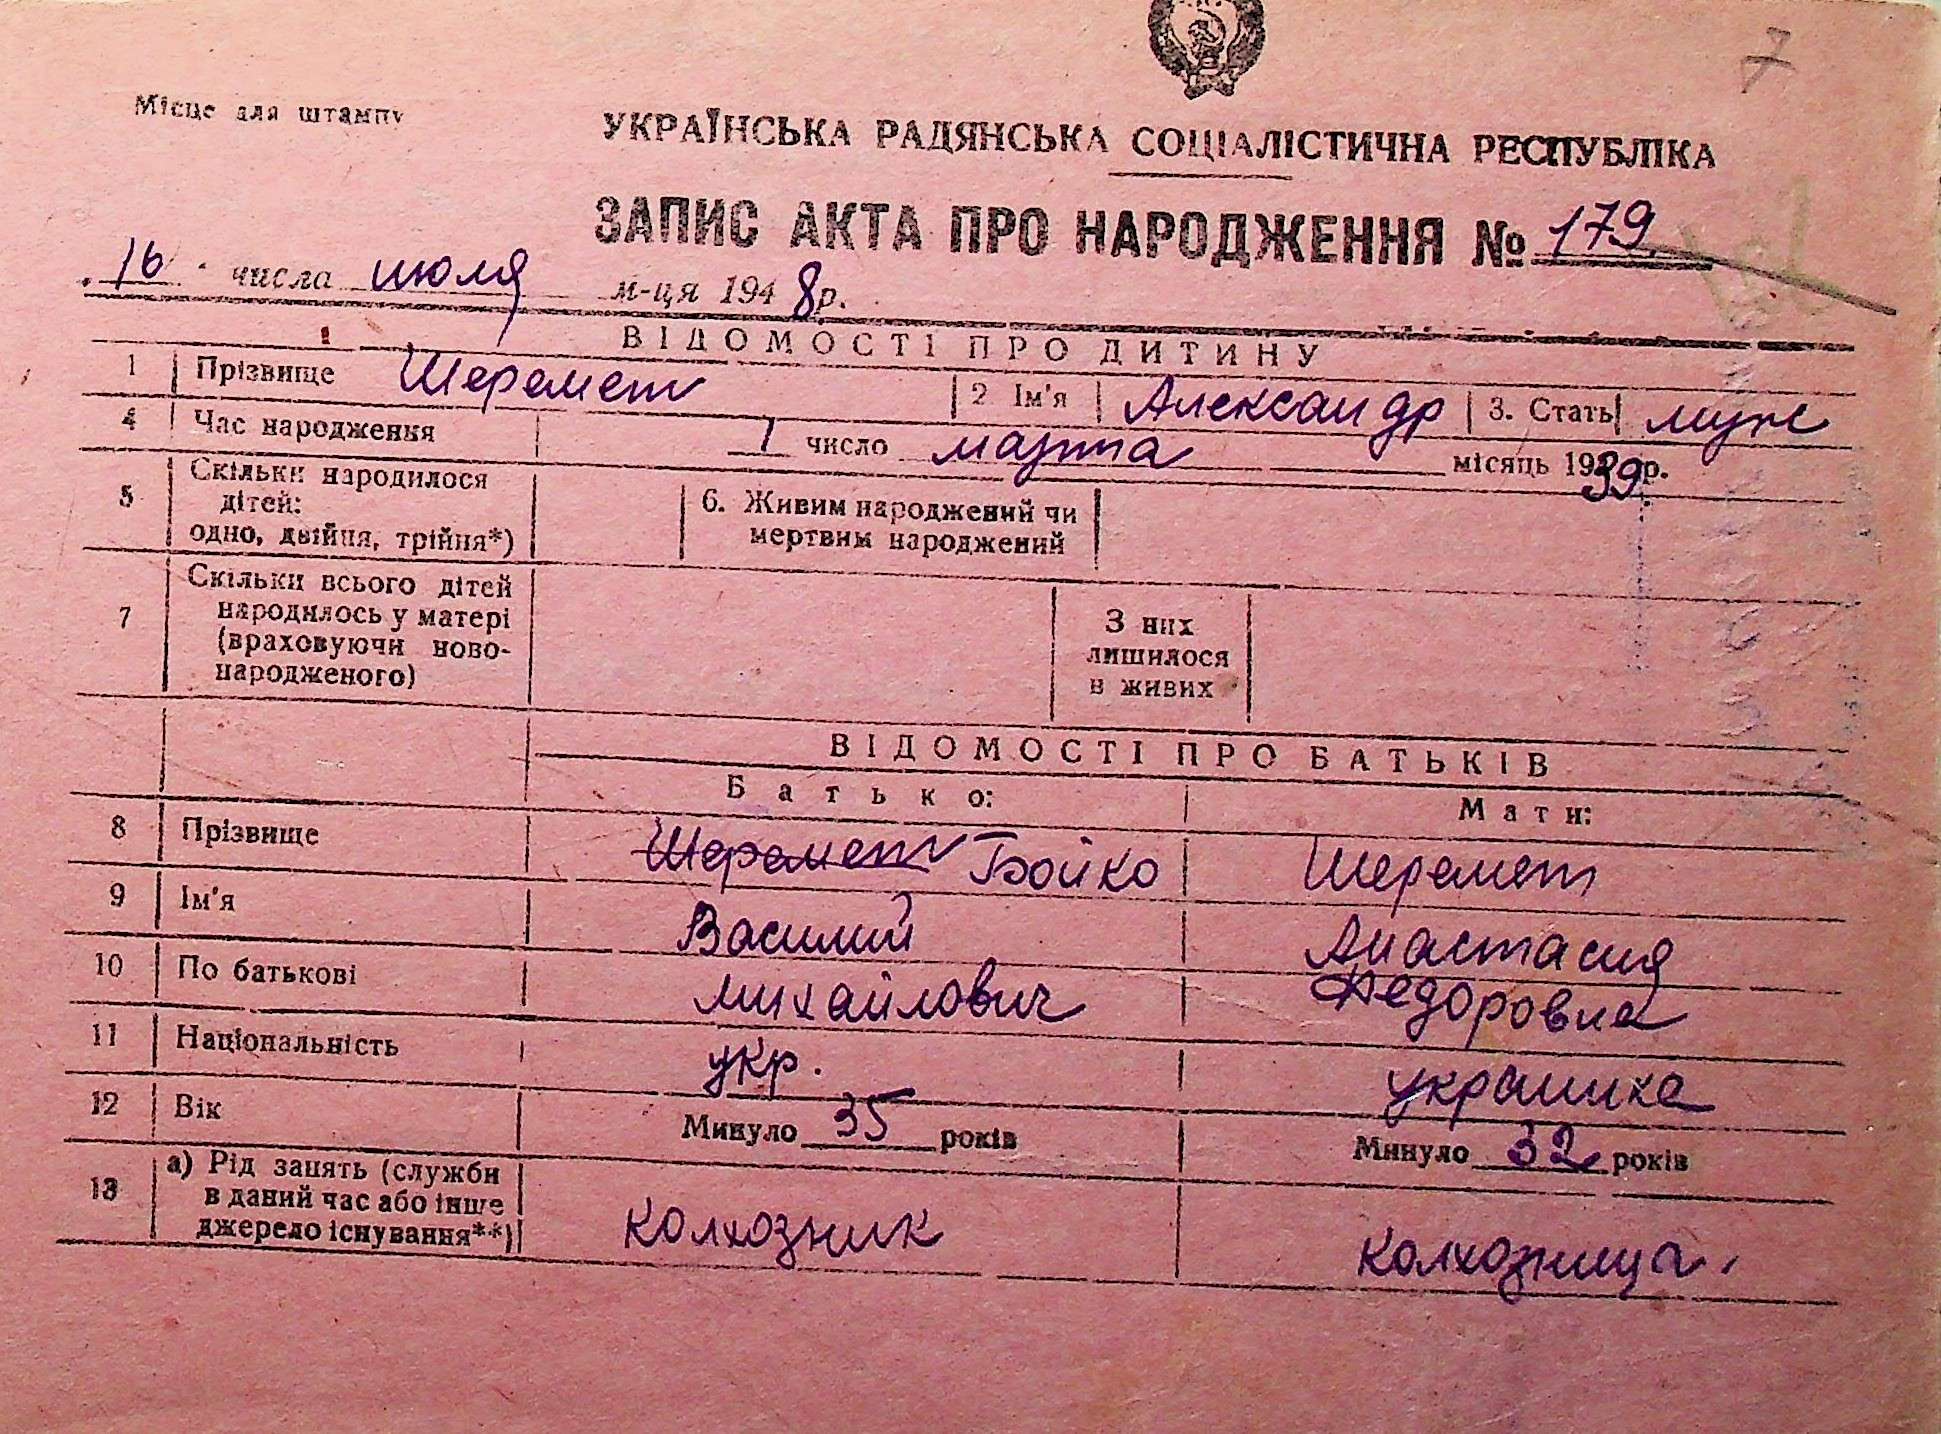 7
Місце для штампу
УКРАЇНСЬКА РАДЯНСЬКА СОЦІАЛІСТИЧНА РЕСПУБЛІКА
ЗАПИС АКТА ПРО НАРОДЖЕННЯ № 179
"16" числа июля м-ця 1948р.
ВІДОМОСТІ ПРО ДИТИНУ
1 Прізвище Шеремет 2 Ім'я Александр 3. Стать муж
4 Час народження 1 число марта місяць 1939р.
5 Скільки народилося дітей: одно, двійня, трійня*) 6. Живим народжений чи мертвим народжений
7 Скільки всього дітей народилось у матері (враховуючи ново-народженого) З них лишилося в живих
ВІДОМОСТІ ПРО БАТЬКІВ
Батько: Мати:
8 Прізвище Шеремет Бойко Шеремет
9 Ім'я Василий Анастасия
10 По батькові Михайлович Федоровна
11 Національність укр. украинка
12 Вік Минуло 35 років Минуло 32 років
13 а) Рід занять (служби в даний час або інше джерело існування**) колхозник колхозница.